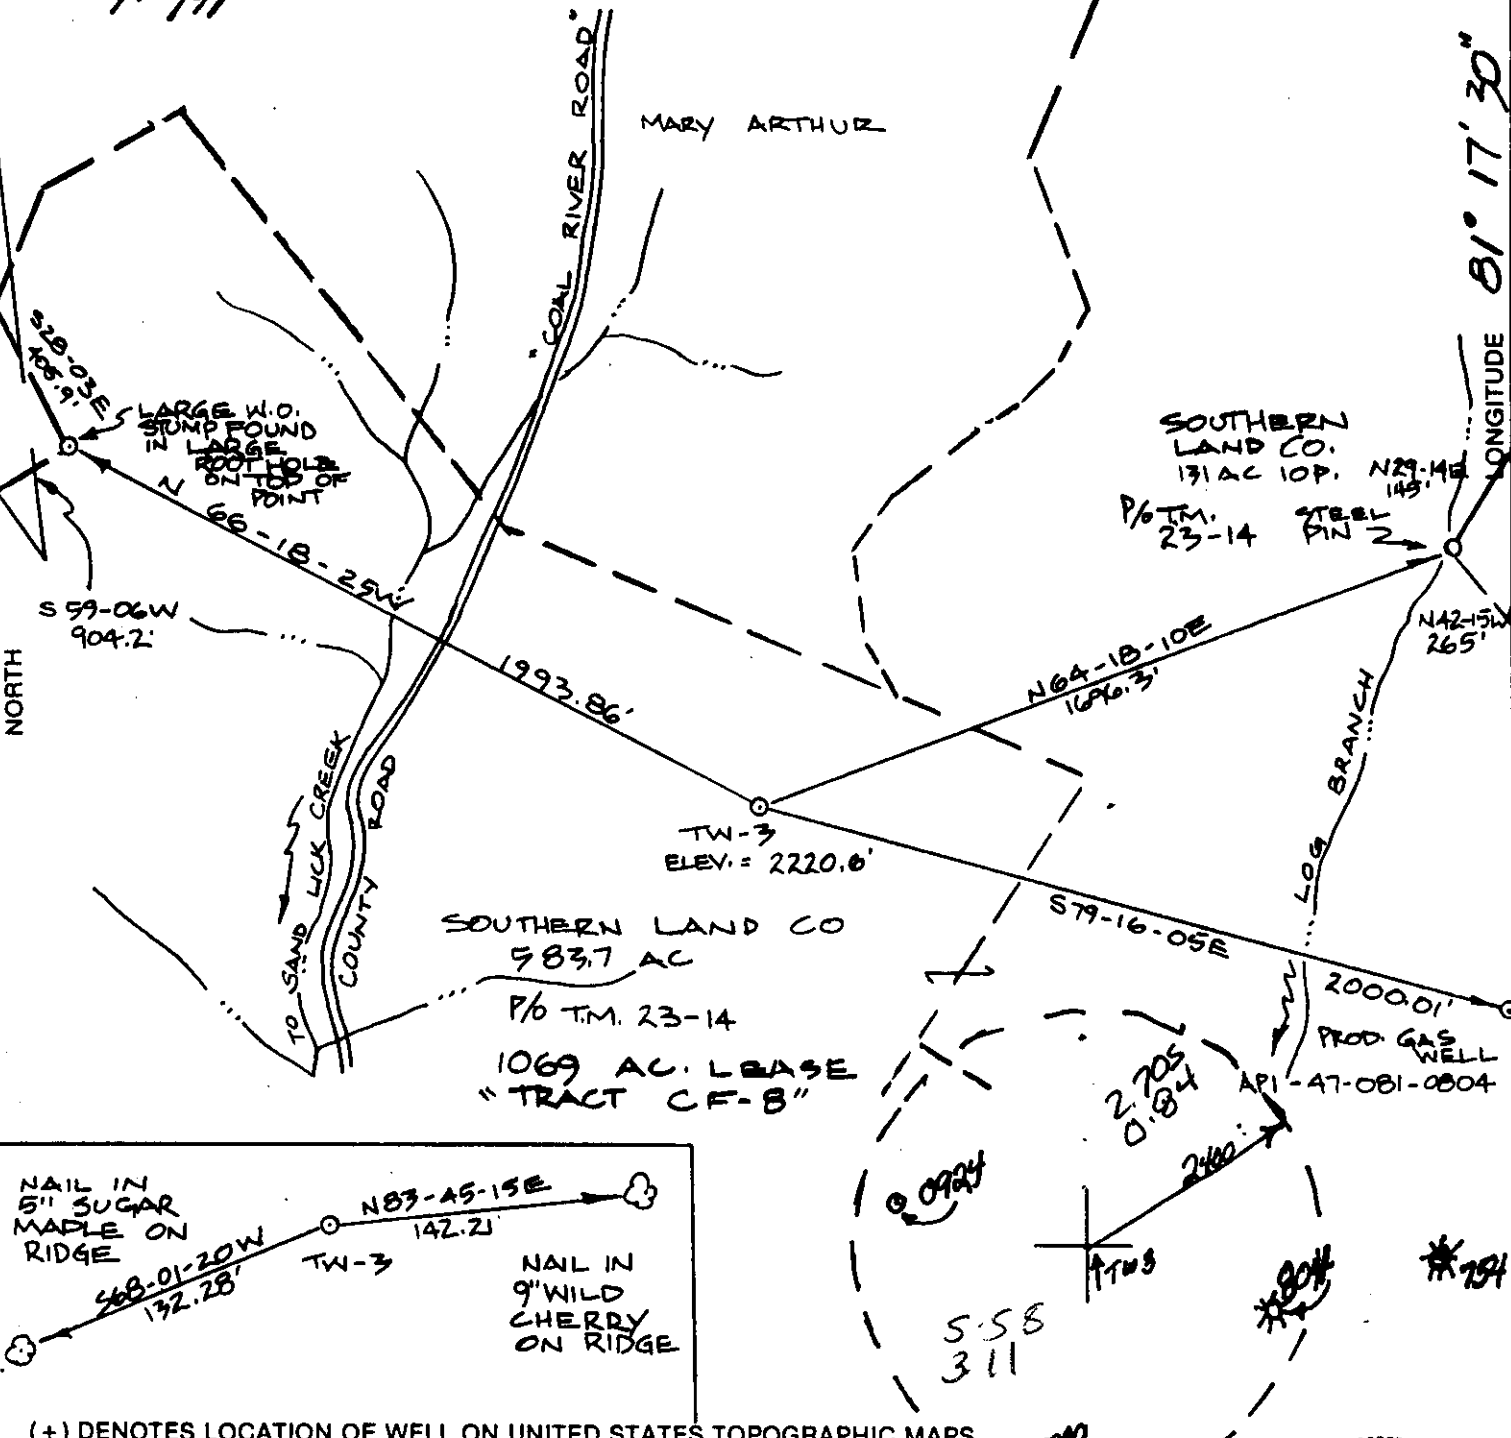 "COAL RIVER ROAD"
MARY ARTHUR
LONGITUDE 81° 17' 30"
S28-03E
405.9'
LARGE W.O.
STUMP FOUND
IN LARGE
ROOT HOLE
ON TOP OF
POINT
N 66-18-25W
1993.86'
S 59-06W
904.2'
NORTH
SOUTHERN
LAND CO.
131 AC 10P.
P/O T.M.
23-14
N29-14E
145'
STEEL
PIN
N42-15W
265'
N64-18-10E
1696.3'
LOG BRANCH
TW-3
ELEV. = 2220.8'
S79-16-05E
2000.01'
PROD. GAS
WELL
API-47-081-0804
TO SAND LICK CREEK
COUNTY ROAD
SOUTHERN LAND CO
583.7 AC
P/O T.M. 23-14
1069 AC. LEASE
"TRACT CF-8"
2.705
0.84
2400'
0924
TW3
804
754
5.58
311
NAIL IN
5" SUGAR
MAPLE ON
RIDGE
N83-45-15E
142.21'
S68-01-20W
132.28'
TW-3
NAIL IN
9" WILD
CHERRY
ON RIDGE
(+) DENOTES LOCATION OF WELL ON UNITED STATES TOPOGRAPHIC MAPS